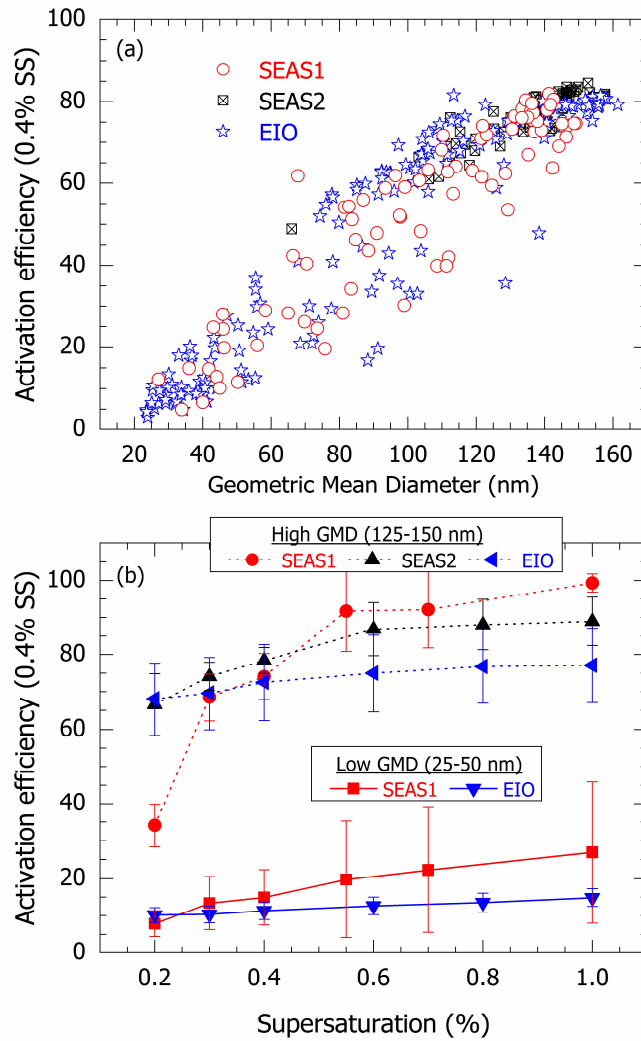 (a)
SEAS1
SEAS2
EIO
Activation efficiency (0.4% SS)
100
80
60
40
20
0
20 40 60 80 100 120 140 160
Geometric Mean Diameter (nm)
(b)
High GMD (125-150 nm)
SEAS1 SEAS2 EIO
Activation efficiency (0.4% SS)
100
80
60
40
20
0
Low GMD (25-50 nm)
SEAS1 EIO
0.2 0.4 0.6 0.8 1.0
Supersaturation (%)